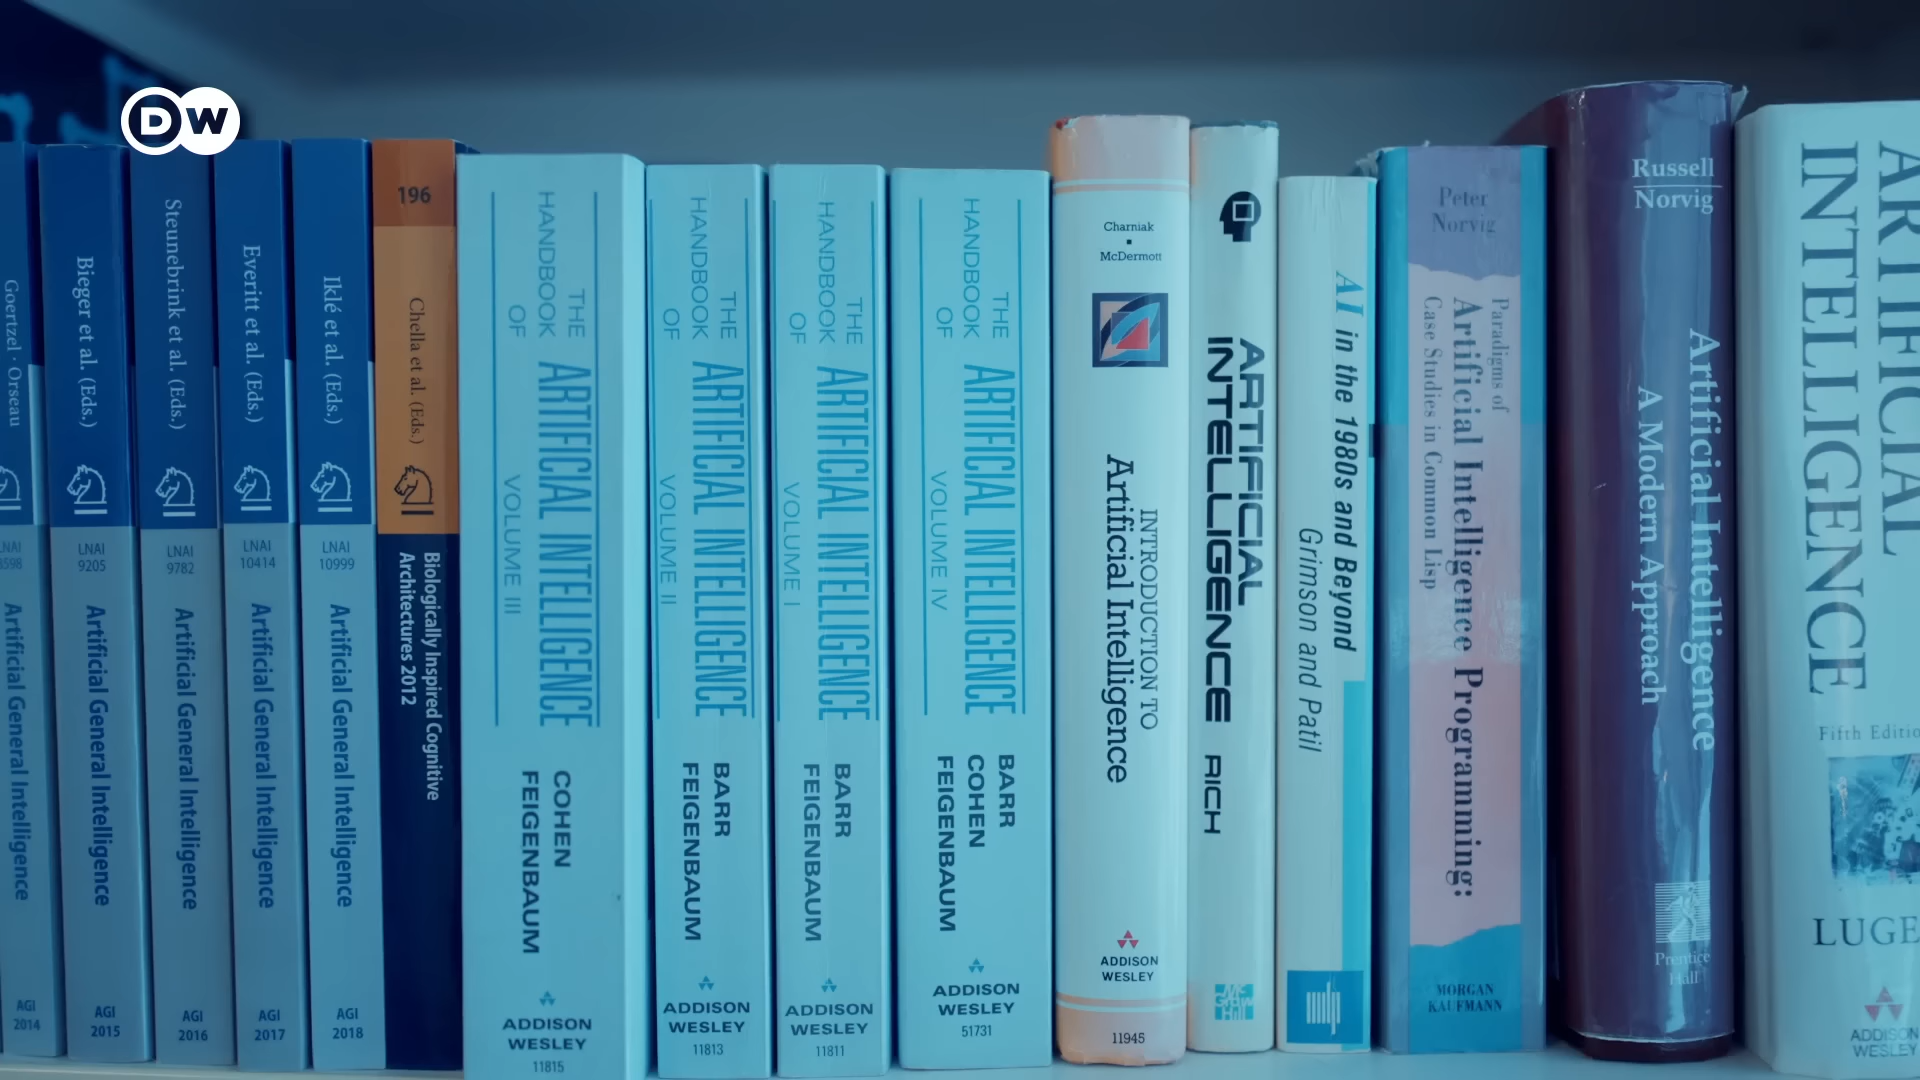 DW
Goertzel · Orseau
LNAI
8598
Artificial General Intelligence
AGI
2014
Bieger et al. (Eds.)
LNAI
9205
Artificial General Intelligence
AGI
2015
Steunebrink et al. (Eds.)
LNAI
9782
Artificial General Intelligence
AGI
2016
Everitt et al. (Eds.)
LNAI
10414
Artificial General Intelligence
AGI
2017
Iklé et al. (Eds.)
LNAI
10999
Artificial General Intelligence
AGI
2018
196
Chella et al. (Eds.)
Biologically Inspired Cognitive
Architectures 2012
THE
HANDBOOK
OF
ARTIFICIAL INTELLIGENCE
VOLUME III
COHEN
FEIGENBAUM
ADDISON
WESLEY
11815
THE
HANDBOOK
OF
ARTIFICIAL INTELLIGENCE
VOLUME II
BARR
FEIGENBAUM
ADDISON
WESLEY
11813
THE
HANDBOOK
OF
ARTIFICIAL INTELLIGENCE
VOLUME I
BARR
FEIGENBAUM
ADDISON
WESLEY
11811
THE
HANDBOOK
OF
ARTIFICIAL INTELLIGENCE
VOLUME IV
BARR
COHEN
FEIGENBAUM
ADDISON
WESLEY
51731
Charniak
McDermott
INTRODUCTION TO
Artificial Intelligence
ADDISON
WESLEY
11945
ARTIFICIAL
INTELLIGENCE
RICH
Mc
Graw
Hill
AI in the 1980s and Beyond
Grimson and Patil
Peter
Norvig
Paradigms of
Artificial Intelligence Programming:
Case Studies in Common Lisp
MORGAN
KAUFMANN
Russell
Norvig
Artificial Intelligence
A Modern Approach
Prentice
Hall
ARTIFICIAL
INTELLIGENCE
Fifth Editio
LUGE
ADDISON
WESLEY